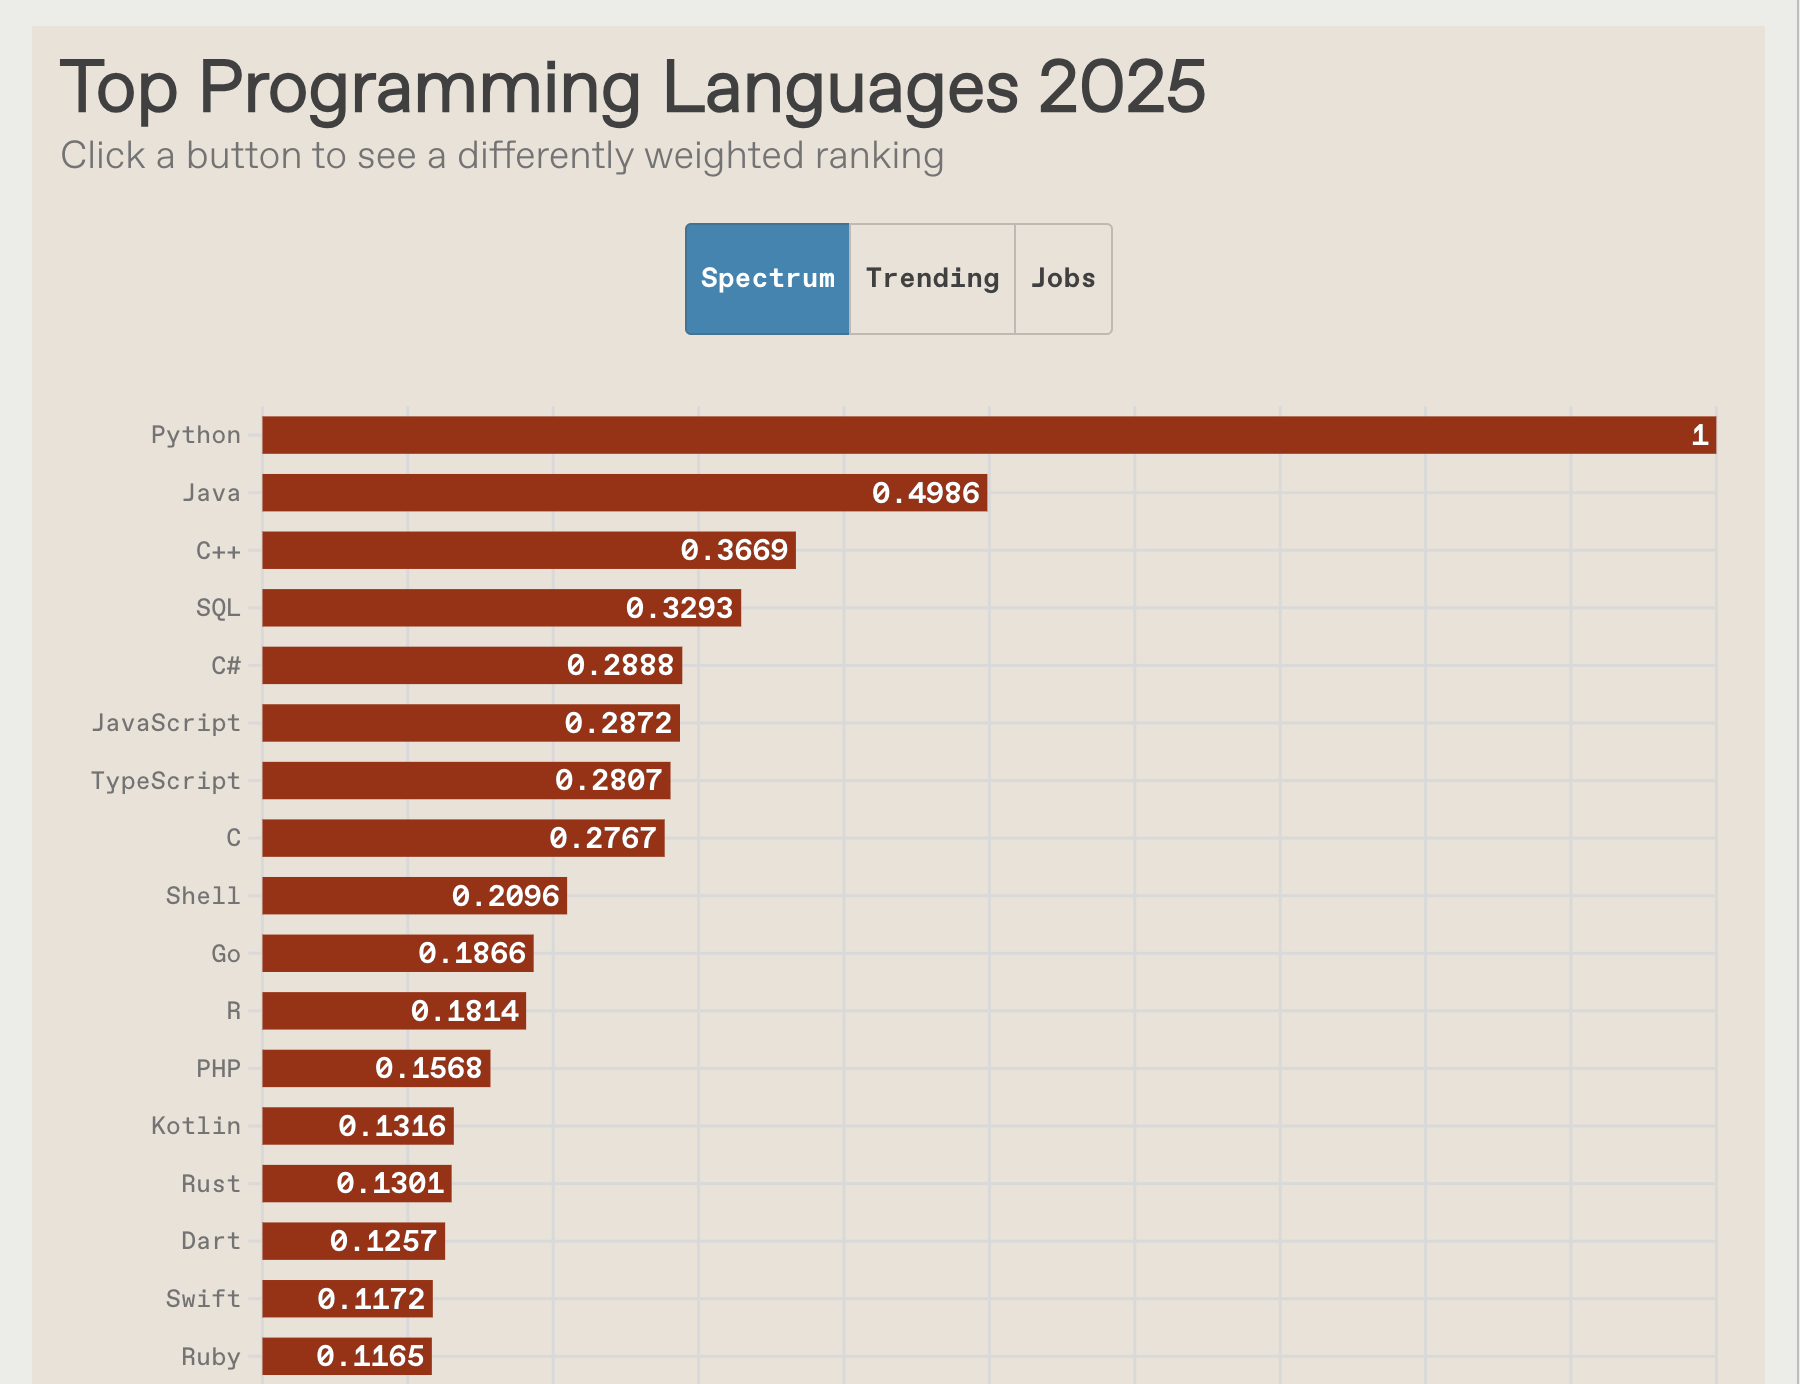 Top Programming Languages 2025
Click a button to see a differently weighted ranking
Spectrum Trending Jobs
Python 1
Java 0.4986
C++ 0.3669
SQL 0.3293
C# 0.2888
JavaScript 0.2872
TypeScript 0.2807
C 0.2767
Shell 0.2096
Go 0.1866
R 0.1814
PHP 0.1568
Kotlin 0.1316
Rust 0.1301
Dart 0.1257
Swift 0.1172
Ruby 0.1165